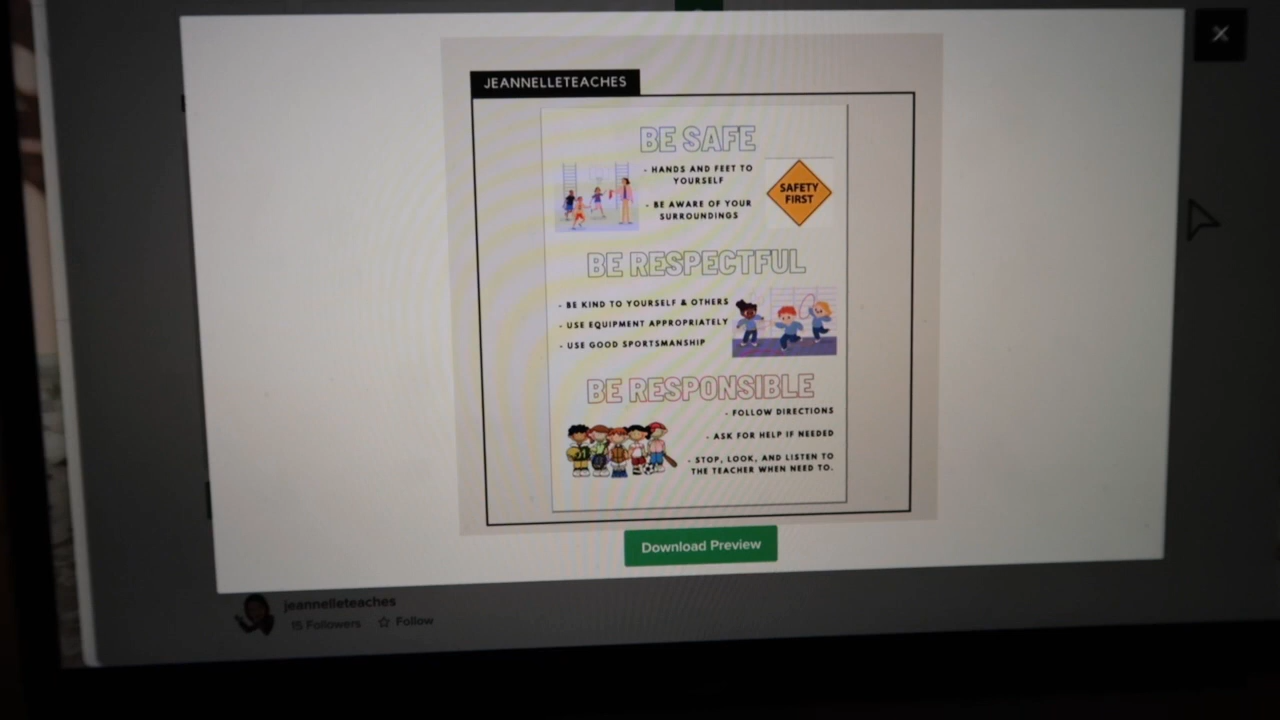 JEANNELLETEACHES
BE SAFE
- HANDS AND FEET TO
YOURSELF
- BE AWARE OF YOUR
SURROUNDINGS
SAFETY
FIRST
BE RESPECTFUL
- BE KIND TO YOURSELF & OTHERS
- USE EQUIPMENT APPROPRIATELY
- USE GOOD SPORTSMANSHIP
BE RESPONSIBLE
- FOLLOW DIRECTIONS
- ASK FOR HELP IF NEEDED
- STOP, LOOK, AND LISTEN TO
THE TEACHER WHEN NEED TO.
Download Preview
jeannelleteaches
15 Followers Follow